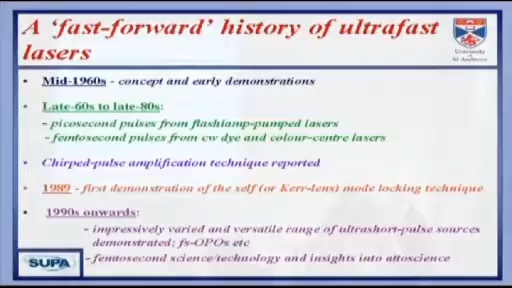 A ‘fast-forward’ history of ultrafast
lasers
University
of
St Andrews
• Mid-1960s - concept and early demonstrations
• Late-60s to late-80s:
- picosecond pulses from flashlamp-pumped lasers
- femtosecond pulses from cw dye and colour-centre lasers
• Chirped-pulse amplification technique reported
• 1989 - first demonstration of the self (or Kerr-lens) mode locking technique
• 1990s onwards:
- impressively varied and versatile range of ultrashort-pulse sources
demonstrated; fs-OPOs etc
- femtosecond science/technology and insights into attoscience
SUPA